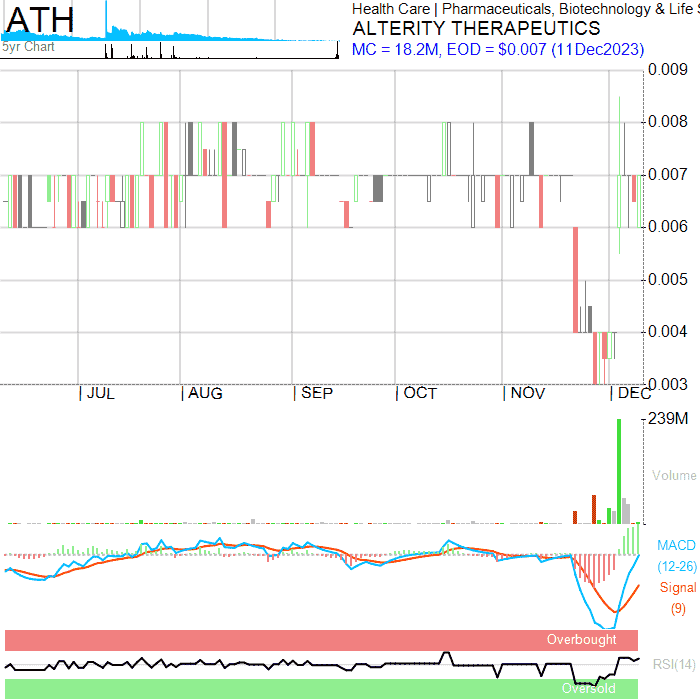 ATH
5yr Chart
Health Care | Pharmaceuticals, Biotechnology & Life S
ALTERITY THERAPEUTICS
MC = 18.2M, EOD = $0.007 (11Dec2023)
0.009
0.008
0.007
0.006
0.005
0.004
0.003
| JUL | AUG | SEP | OCT | NOV | DEC
239M
Volume
MACD
(12-26)
Signal
(9)
Overbought
RSI(14)
Oversold